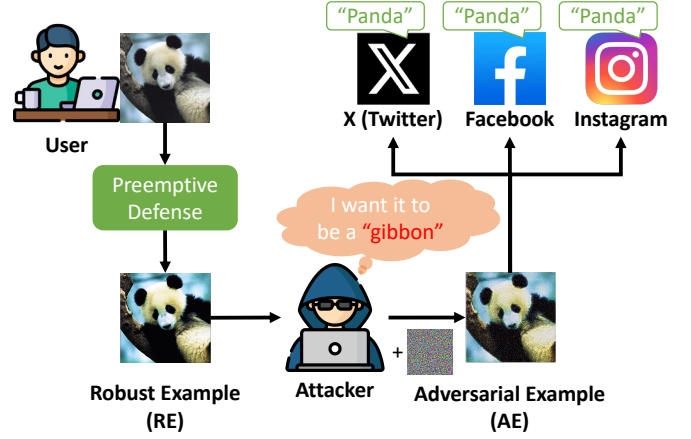 “Panda”
“Panda”
“Panda”
X (Twitter)
Facebook
Instagram
User
Preemptive
Defense
I want it to
be a “gibbon”
+
Robust Example
(RE)
Attacker
Adversarial Example
(AE)